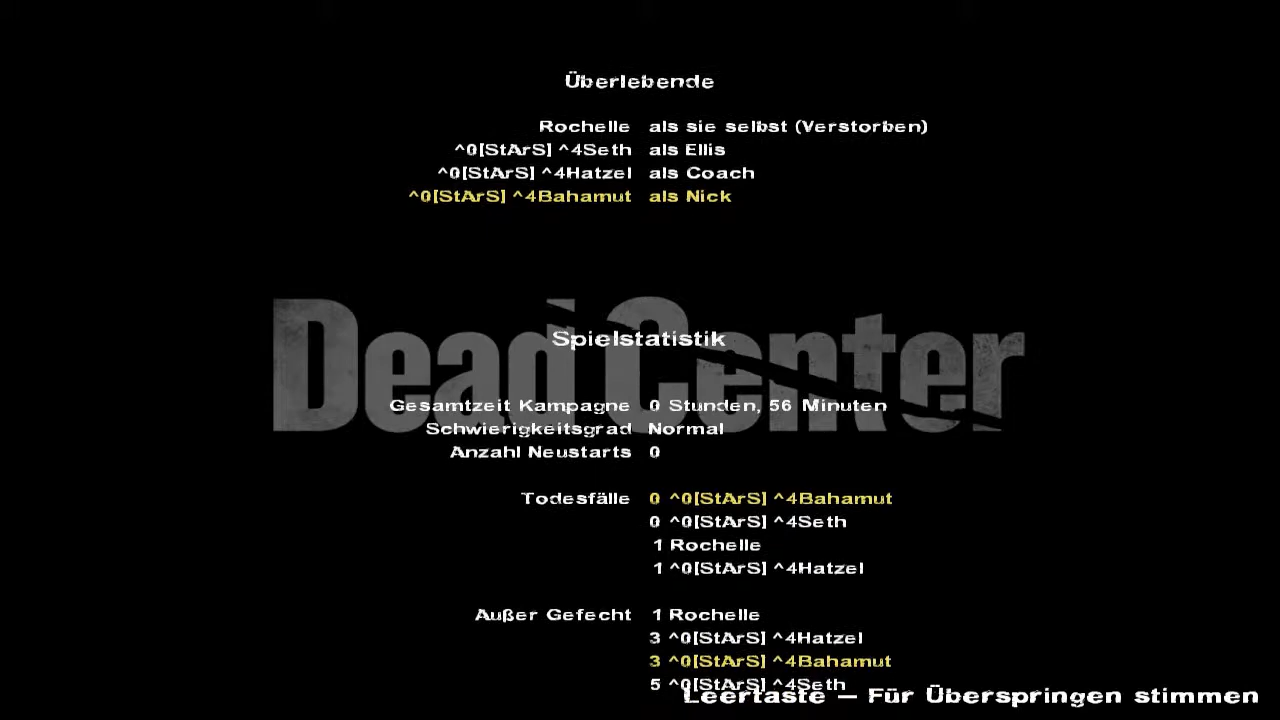 Überlebende
Rochelle als sie selbst (Verstorben)
^0[StArS] ^4Seth als Ellis
^0[StArS] ^4Hatzel als Coach
^0[StArS] ^4Bahamut als Nick
Dead Center
Spielstatistik
Gesamtzeit Kampagne 0 Stunden, 56 Minuten
Schwierigkeitsgrad Normal
Anzahl Neustarts 0
Todesfälle 0 ^0[StArS] ^4Bahamut
0 ^0[StArS] ^4Seth
1 Rochelle
1 ^0[StArS] ^4Hatzel
Außer Gefecht 1 Rochelle
3 ^0[StArS] ^4Hatzel
3 ^0[StArS] ^4Bahamut
5 ^0[StArS] ^4Seth
Leertaste – Für Überspringen stimmen